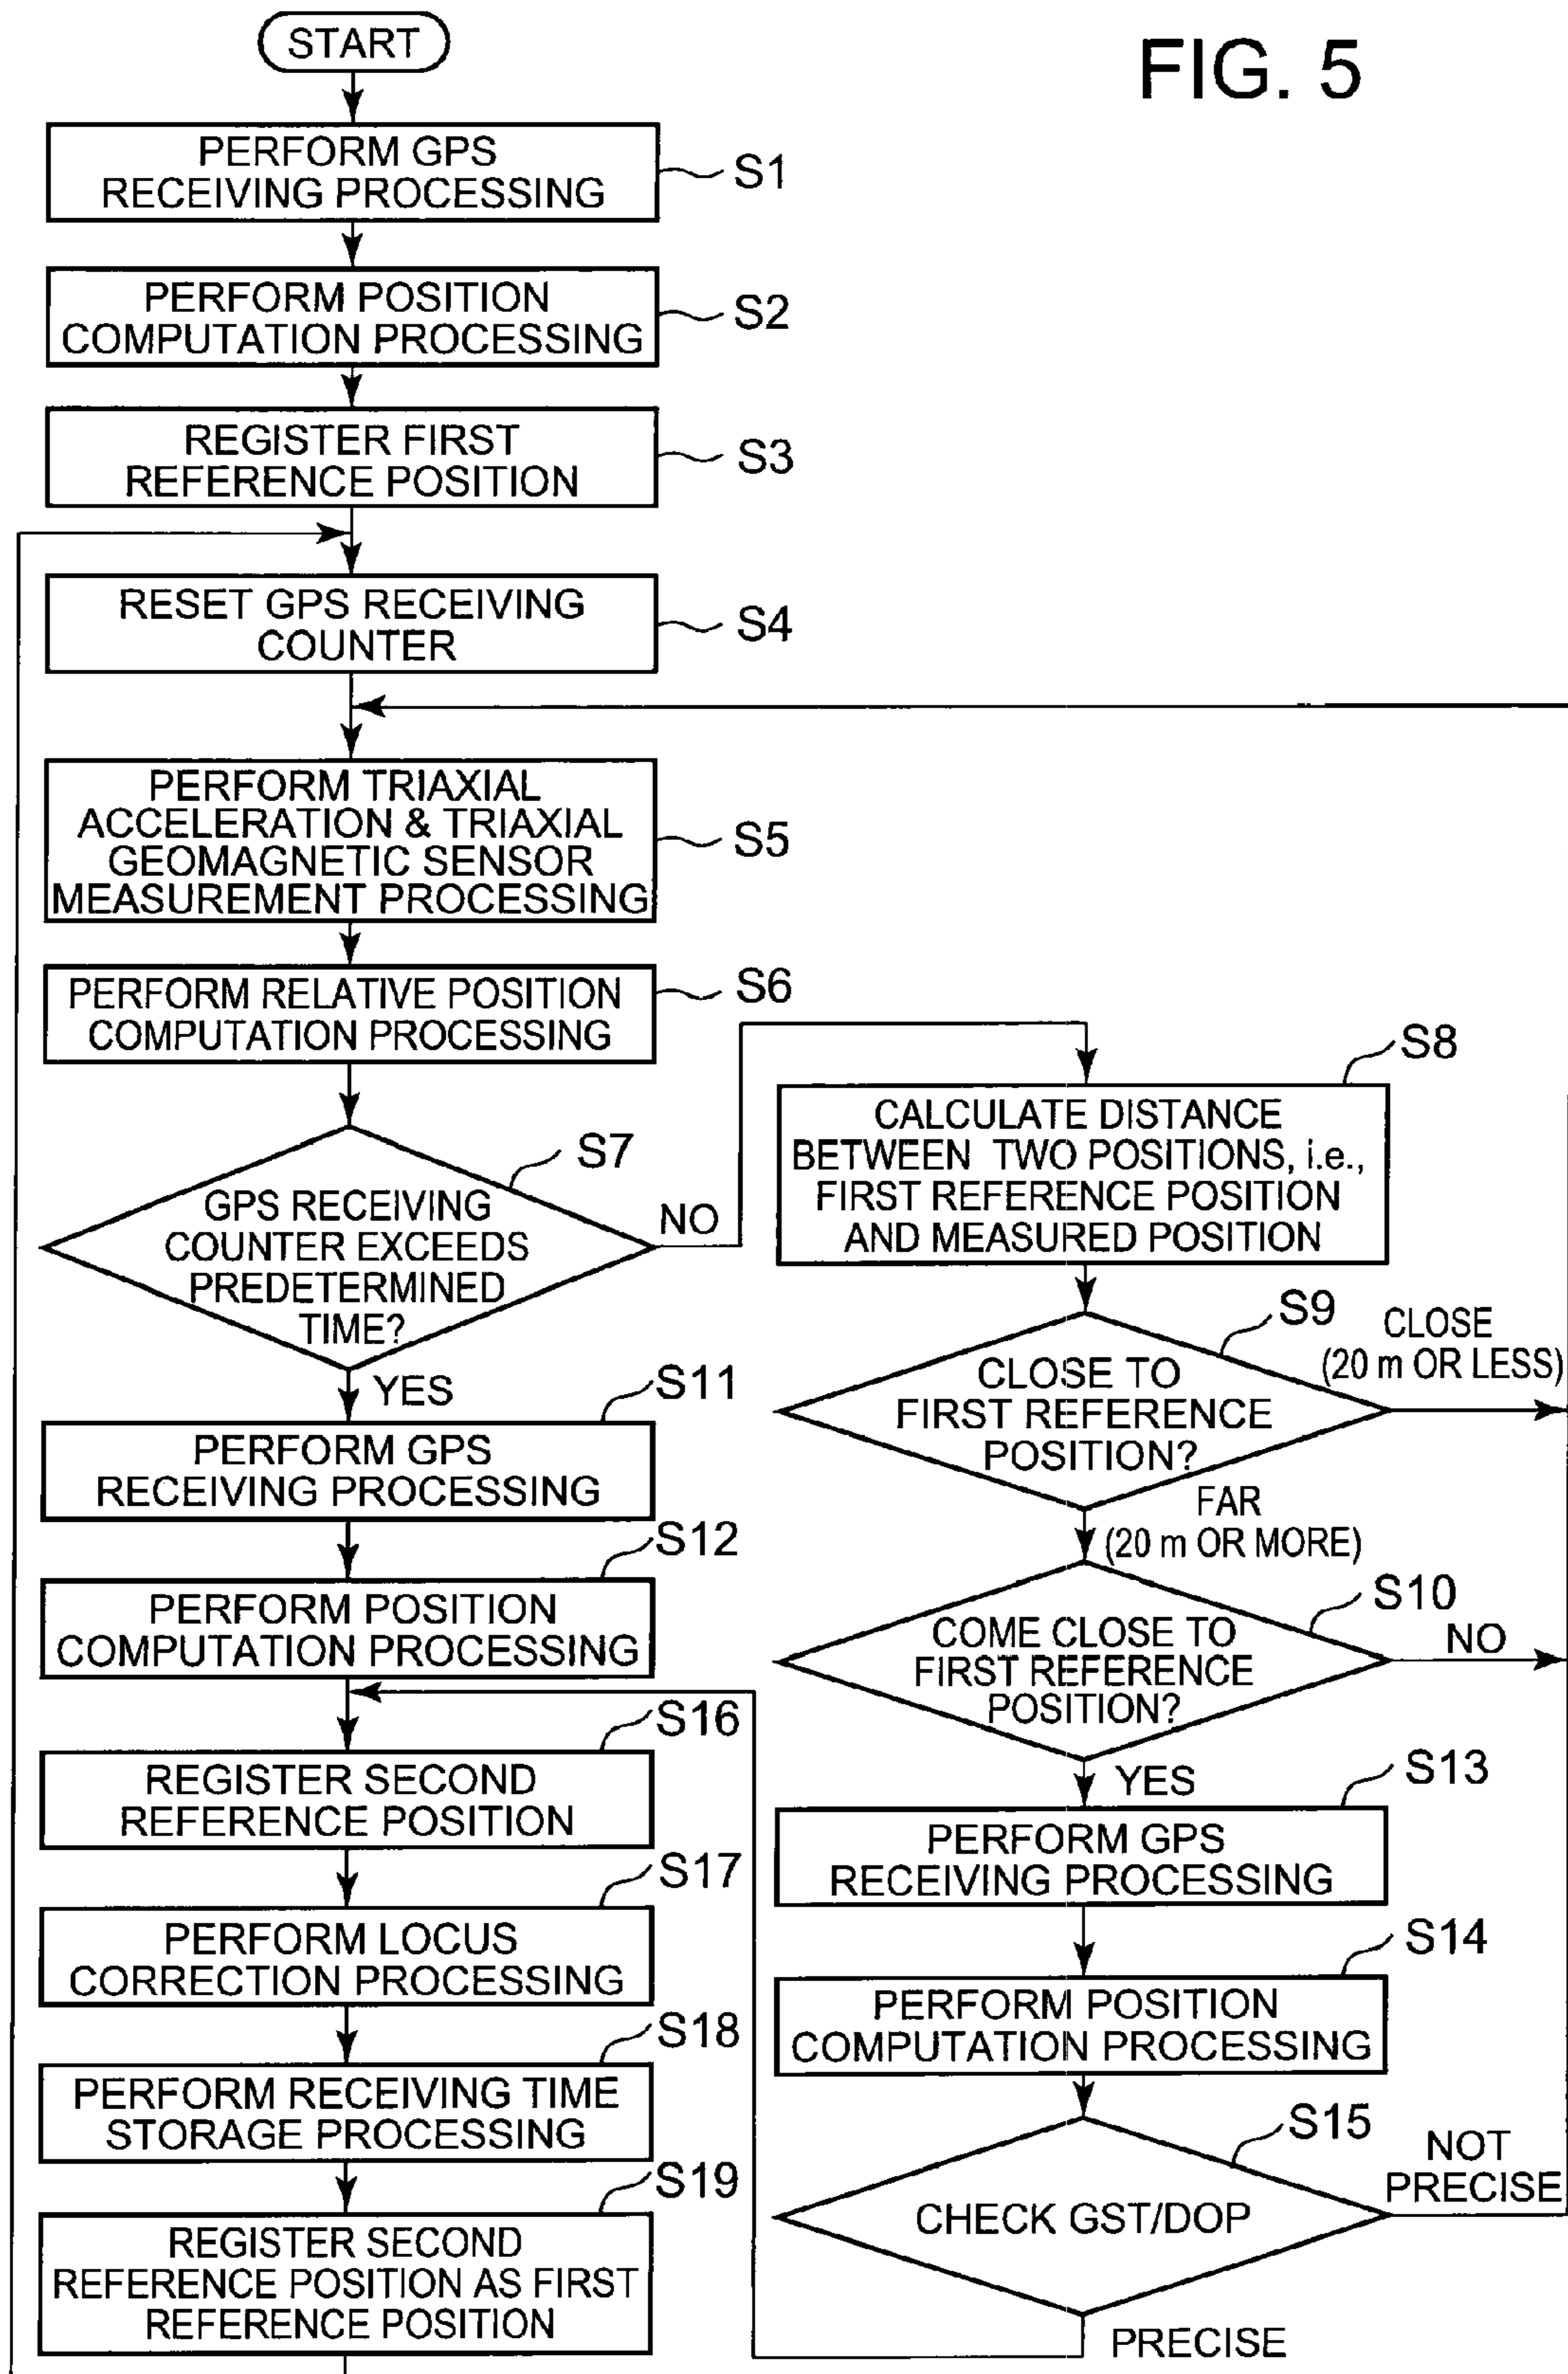 FIG. 5
START
PERFORM GPS
RECEIVING PROCESSING
S1
PERFORM POSITION
COMPUTATION PROCESSING
S2
REGISTER FIRST
REFERENCE POSITION
S3
RESET GPS RECEIVING
COUNTER
S4
PERFORM TRIAXIAL
ACCELERATION & TRIAXIAL
GEOMAGNETIC SENSOR
MEASUREMENT PROCESSING
S5
PERFORM RELATIVE POSITION
COMPUTATION PROCESSING
S6
GPS RECEIVING
COUNTER EXCEEDS
PREDETERMINED
TIME?
S7
NO
YES
CALCULATE DISTANCE
BETWEEN TWO POSITIONS, i.e.,
FIRST REFERENCE POSITION
AND MEASURED POSITION
S8
CLOSE TO
FIRST REFERENCE
POSITION?
S9
CLOSE
(20 m OR LESS)
FAR
(20 m OR MORE)
COME CLOSE TO
FIRST REFERENCE
POSITION?
S10
NO
YES
PERFORM GPS
RECEIVING PROCESSING
S11
PERFORM POSITION
COMPUTATION PROCESSING
S12
PERFORM GPS
RECEIVING PROCESSING
S13
PERFORM POSITION
COMPUTATION PROCESSING
S14
CHECK GST/DOP
S15
NOT
PRECISE
PRECISE
REGISTER SECOND
REFERENCE POSITION
S16
PERFORM LOCUS
CORRECTION PROCESSING
S17
PERFORM RECEIVING TIME
STORAGE PROCESSING
S18
REGISTER SECOND
REFERENCE POSITION AS FIRST
REFERENCE POSITION
S19